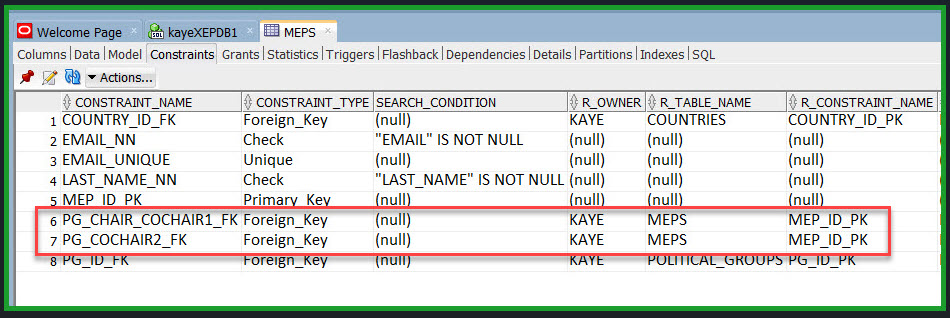 Welcome Page kayeXEPDB1 MEPS
Columns Data Model Constraints Grants Statistics Triggers Flashback Dependencies Details Partitions Indexes SQL
Actions...
CONSTRAINT_NAME CONSTRAINT_TYPE SEARCH_CONDITION R_OWNER R_TABLE_NAME R_CONSTRAINT_NAME
1 COUNTRY_ID_FK Foreign_Key (null) KAYE COUNTRIES COUNTRY_ID_PK
2 EMAIL_NN Check "EMAIL" IS NOT NULL (null) (null) (null)
3 EMAIL_UNIQUE Unique (null) (null) (null) (null)
4 LAST_NAME_NN Check "LAST_NAME" IS NOT NULL (null) (null) (null)
5 MEP_ID_PK Primary_Key (null) (null) (null) (null)
6 PG_CHAIR_COCHAIR1_FK Foreign_Key (null) KAYE MEPS MEP_ID_PK
7 PG_COCHAIR2_FK Foreign_Key (null) KAYE MEPS MEP_ID_PK
8 PG_ID_FK Foreign_Key (null) KAYE POLITICAL_GROUPS PG_ID_PK